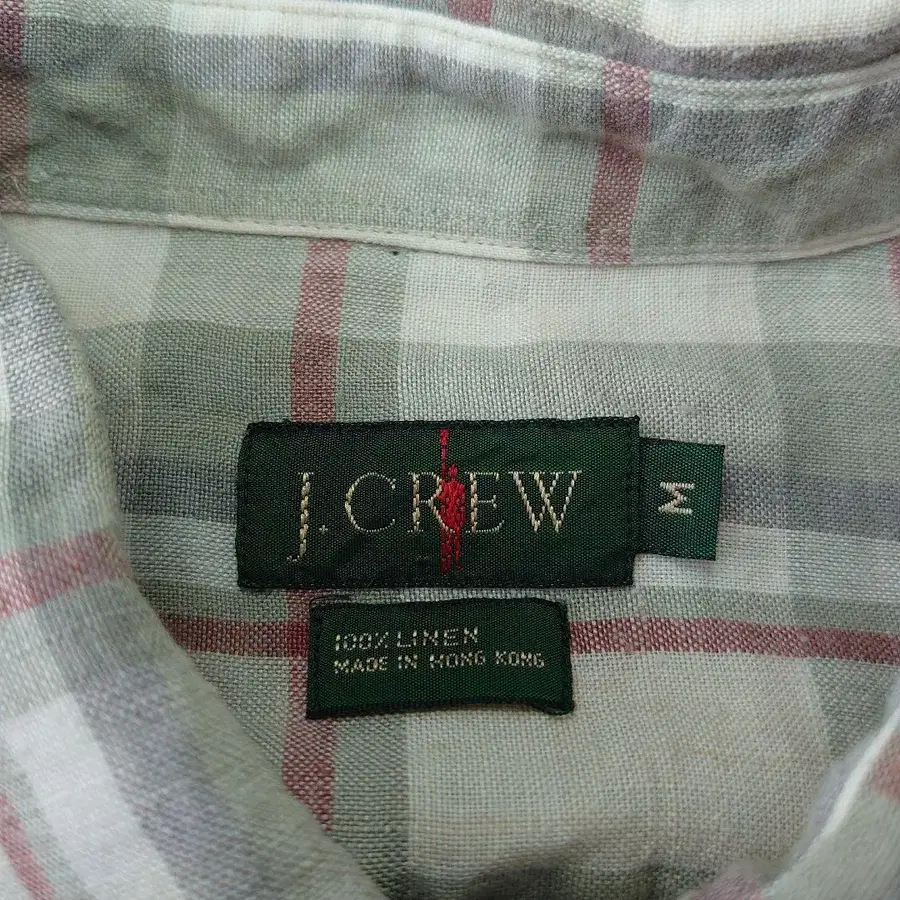 J.CREW
M
100% LINEN
MADE IN HONG KONG